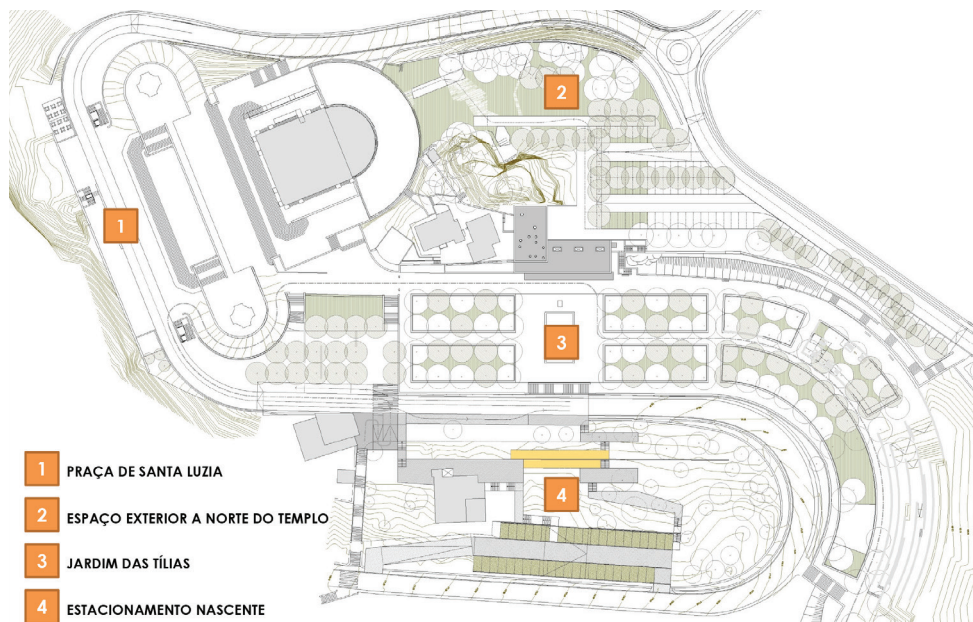 2
1
3
4
1 PRAÇA DE SANTA LUZIA
2 ESPAÇO EXTERIOR A NORTE DO TEMPLO
3 JARDIM DAS TÍLIAS
4 ESTACIONAMENTO NASCENTE